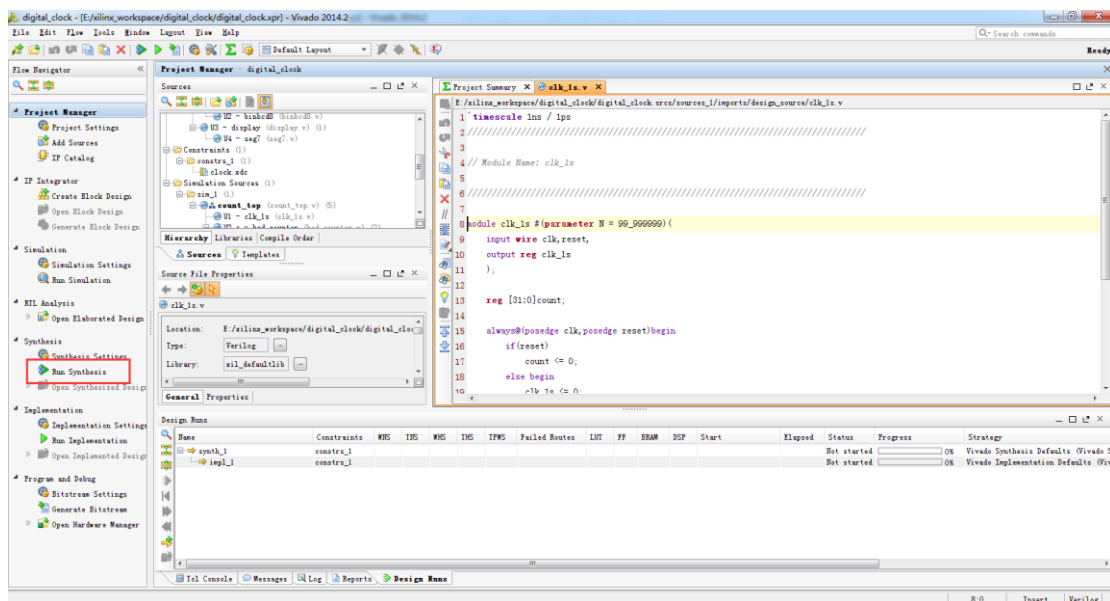 digital_clock - [E:/xilinx_workspace/digital_clock/digital_clock.xpr] - Vivado 2014.2
File Edit Flow Tools Window Layout View Help
Q- Search commands
Default Layout
Ready
Flow Navigator
Project Manager - digital_clock
Project Manager
Project Settings
Add Sources
IP Catalog
IP Integrator
Create Block Design
Open Block Design
Generate Block Design
Simulation
Simulation Settings
Run Simulation
RTL Analysis
Open Elaborated Design
Synthesis
Synthesis Settings
Run Synthesis
Open Synthesized Design
Implementation
Implementation Settings
Run Implementation
Open Implemented Design
Program and Debug
Bitstream Settings
Generate Bitstream
Open Hardware Manager
Sources
U2 - binbcd8 (binbcd8.v)
U3 - display (display.v) (1)
U4 - seg7 (seg7.v)
Constraints (1)
constrs_1 (1)
clock.xdc
Simulation Sources (1)
sim_1 (1)
count_top (count_top.v) (5)
U1 - clk_1s (clk_1s.v)
Hierarchy Libraries Compile Order
Sources Templates
Source File Properties
clk_1s.v
Location: E:/xilinx_workspace/digital_clock/digital_cloc
Type: Verilog
Library: xil_defaultlib
General Properties
Project Summary clk_1s.v
E:/xilinx_workspace/digital_clock/digital_clock.srcs/sources_1/imports/design_source/clk_1s.v
1 `timescale 1ns / 1ps
2 //////////////////////////////////////////////////////////////////////////////////
3
4 // Module Name: clk_1s
5
6 //////////////////////////////////////////////////////////////////////////////////
7
8 module clk_1s #(parameter N = 99_999999)(
9 input wire clk,reset,
10 output reg clk_1s
11 );
12
13 reg [31:0]count;
14
15 always@(posedge clk,posedge reset)begin
16 if(reset)
17 count <= 0;
18 else begin
19 clk_1s <= 0;
Design Runs
Name Constraints WNS TNS WHS THS TPWS Failed Routes LUT FF BRAM DSP Start Elapsed Status Progress Strategy
synth_1 constrs_1 Not started 0% Vivado Synthesis Defaults (Vivado S
impl_1 constrs_1 Not started 0% Vivado Implementation Defaults (Viv
Tcl Console Messages Log Reports Design Runs
8:0 Insert Verilog